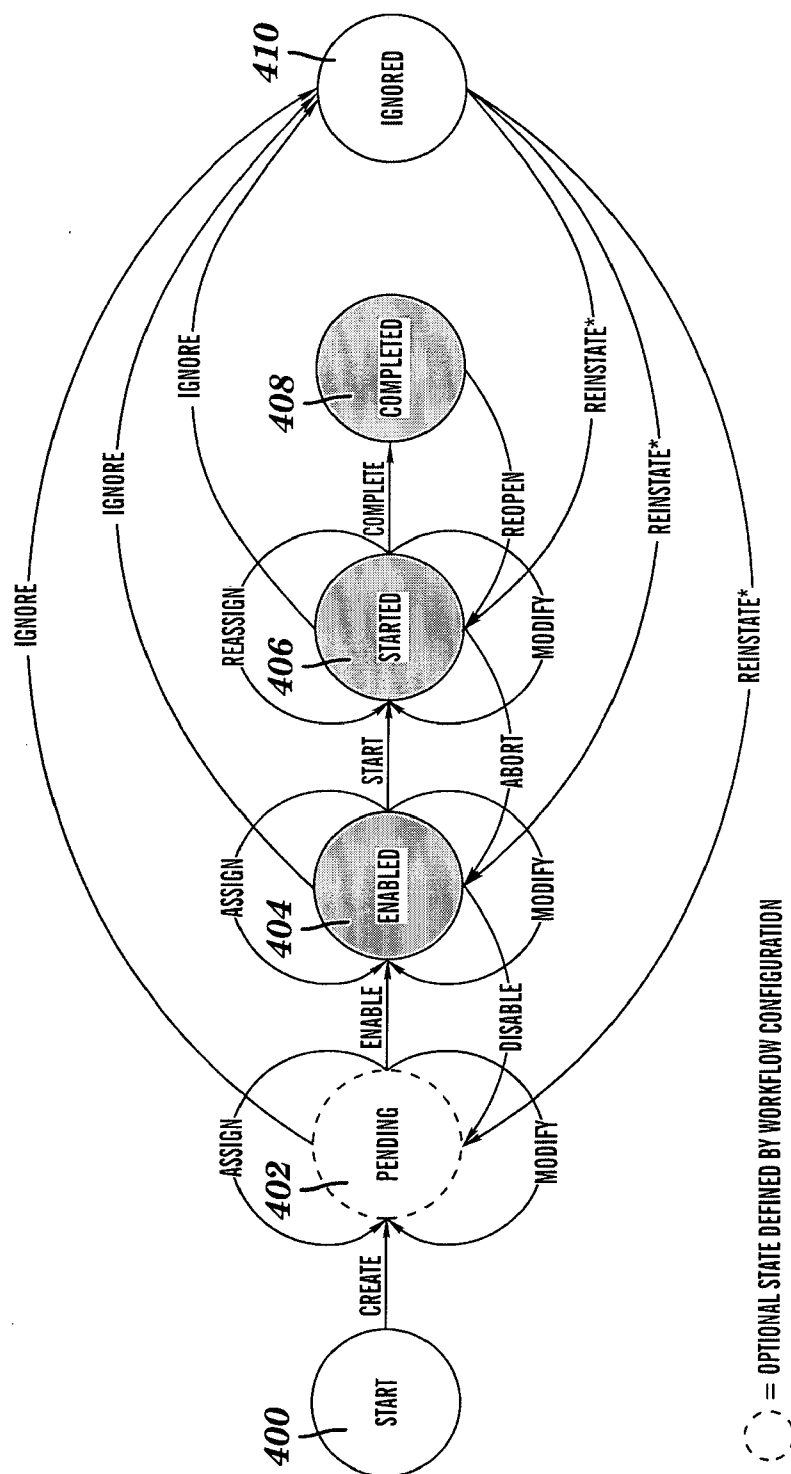 IGNORE
IGNORE
IGNORE
410
IGNORED
ASSIGN
ASSIGN
REASSIGN
400
START
CREATE
402
PENDING
ENABLE
404
ENABLED
START
406
STARTED
COMPLETE
408
COMPLETED
MODIFY
DISABLE
MODIFY
ABORT
MODIFY
REOPEN
REINSTATE*
REINSTATE*
REINSTATE*
= OPTIONAL STATE DEFINED BY WORKFLOW CONFIGURATION